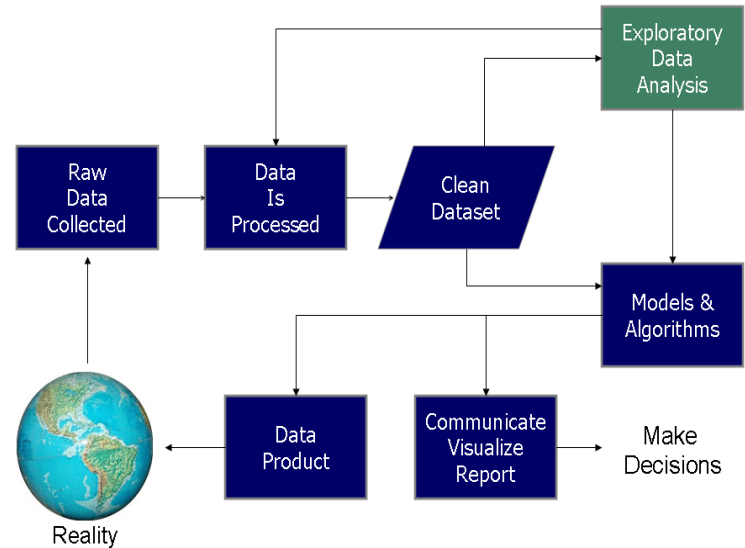 Exploratory
Data
Analysis
Raw
Data
Collected
Data
Is
Processed
Clean
Dataset
Models &
Algorithms
Data
Product
Communicate
Visualize
Report
Make
Decisions
Reality